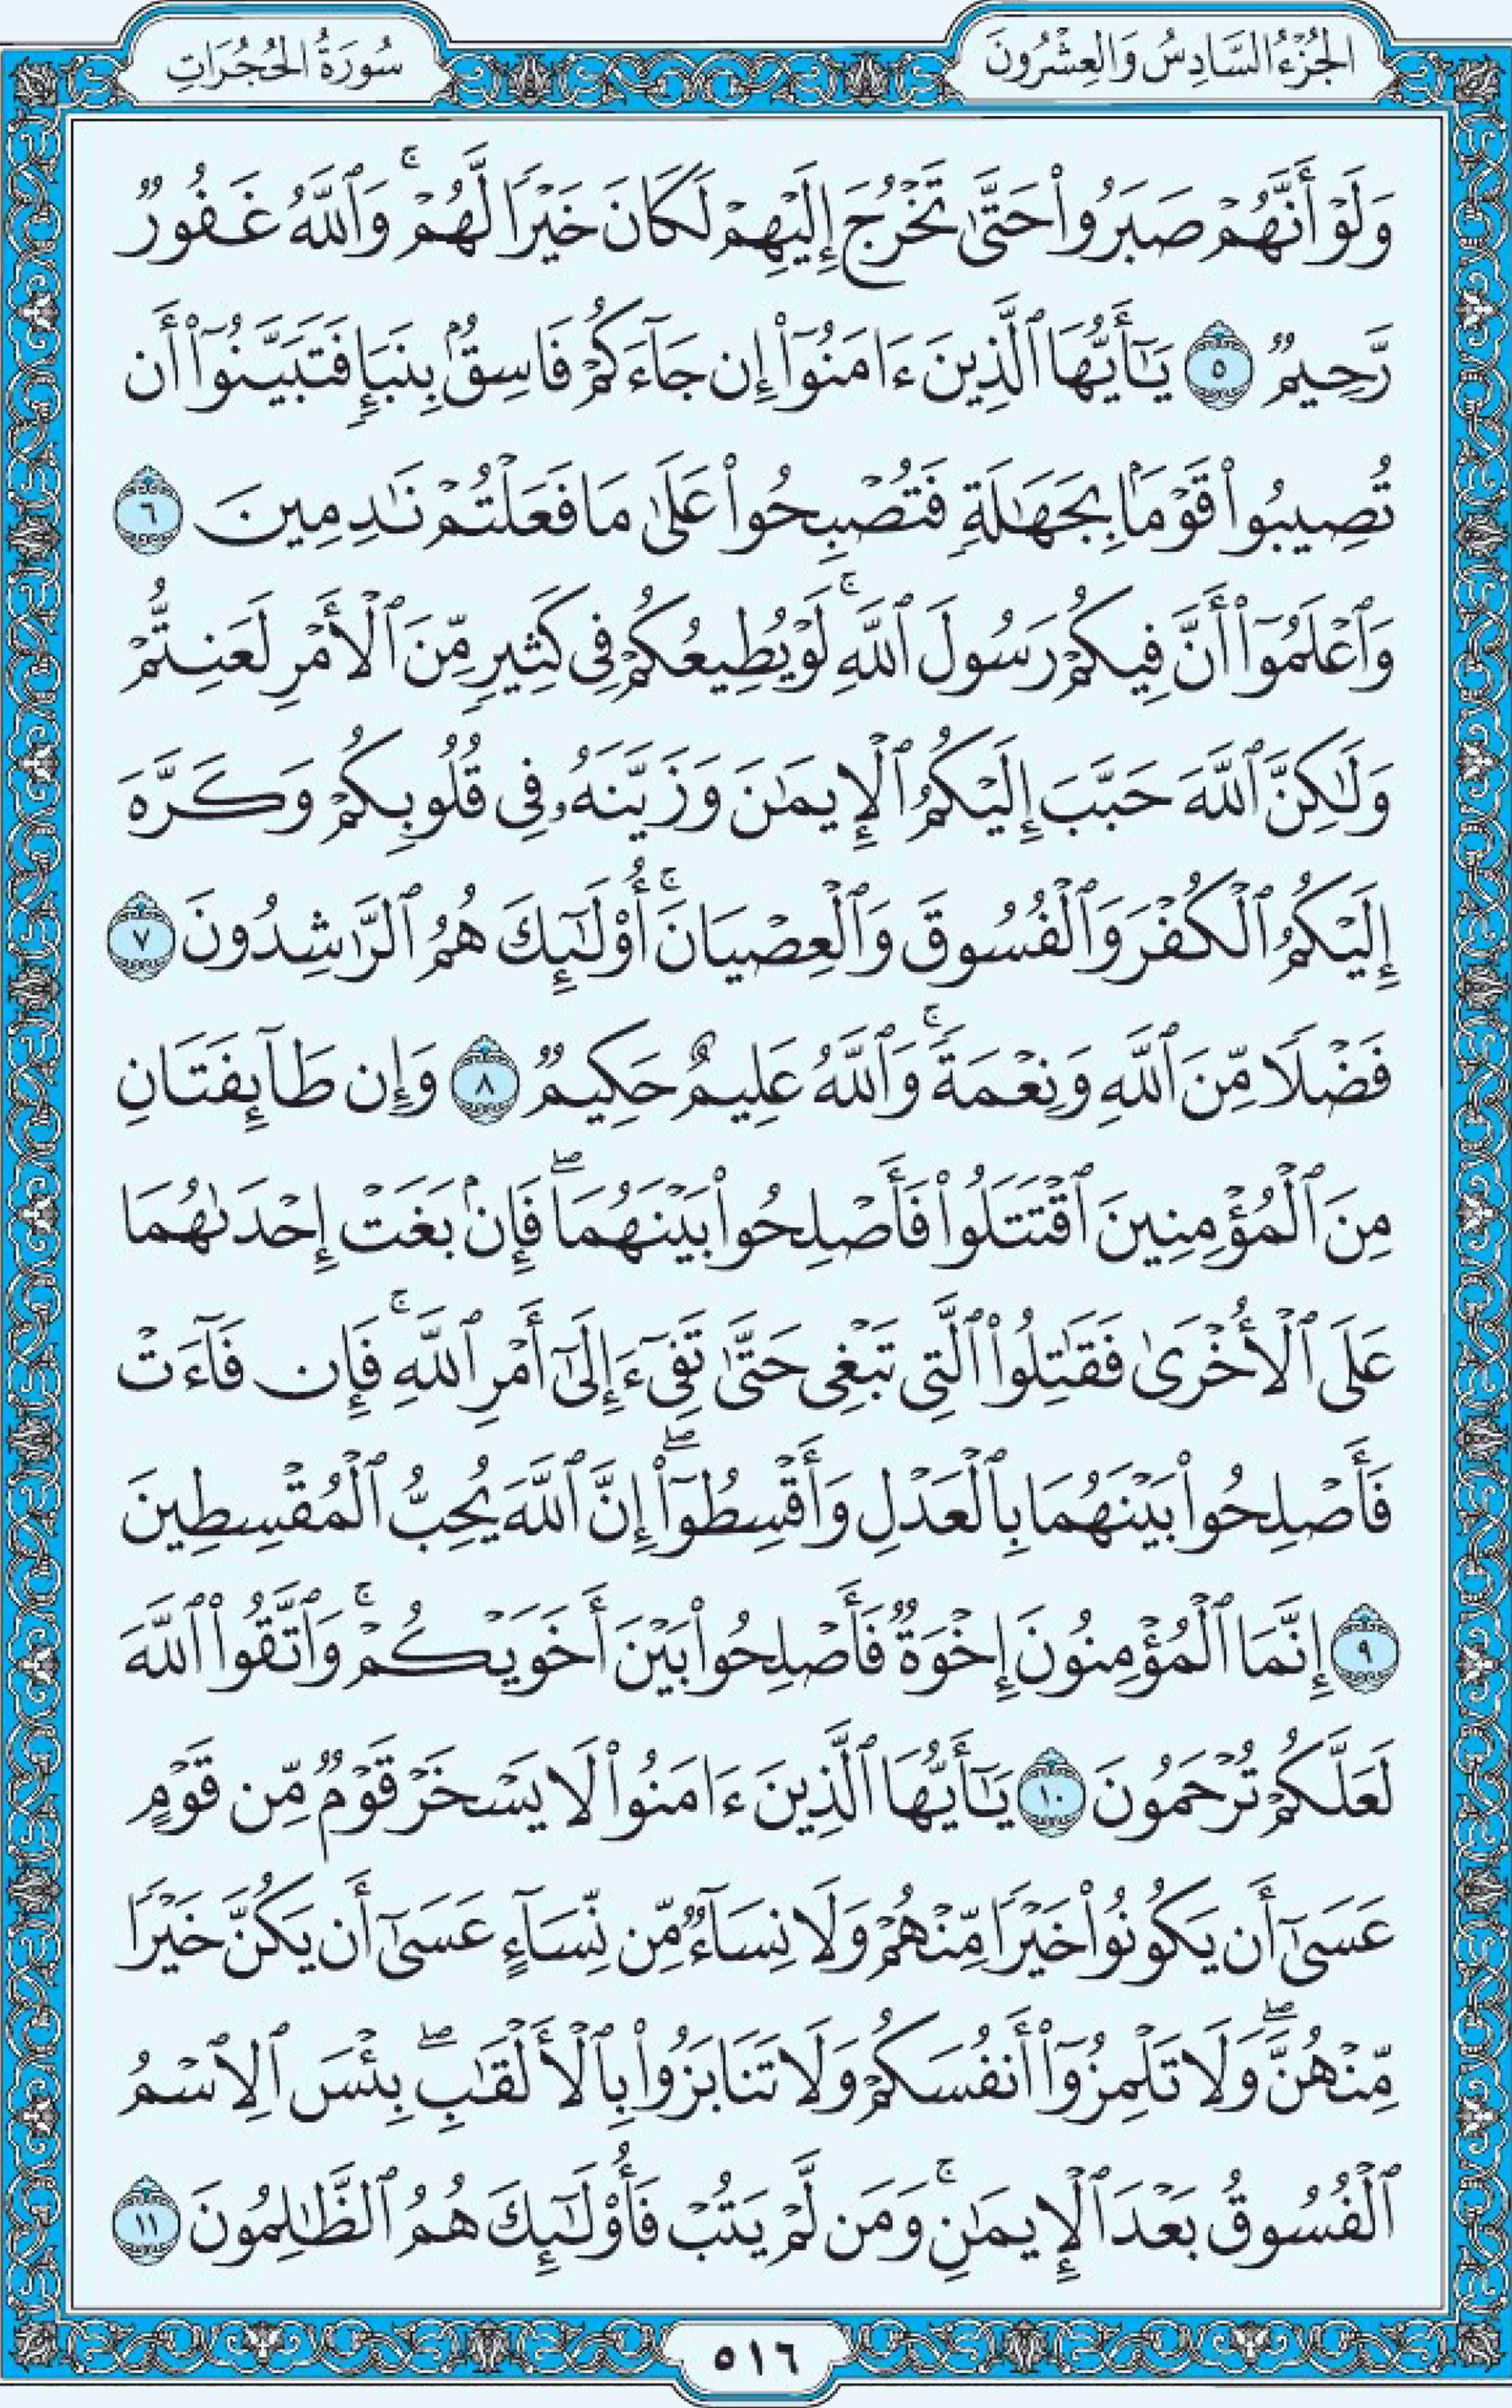 الجُزْءُ السَّادِسُ وَالعِشْرُونَ
سُورَةُ الحُجُرَاتِ
وَلَوْ أَنَّهُمْ صَبَرُواْ حَتَّىٰ تَخْرُجَ إِلَيْهِمْ لَكَانَ خَيْرًا لَّهُمْ ۚ وَٱللَّهُ غَفُورٌ
رَّحِيمٌ ٥ يَـٰٓأَيُّهَا ٱلَّذِينَ ءَامَنُوٓاْ إِن جَآءَكُمْ فَاسِقٌۢ بِنَبَإٍ فَتَبَيَّنُوٓاْ أَن
تُصِيبُواْ قَوْمًۢا بِجَهَـٰلَةٍ فَتُصْبِحُواْ عَلَىٰ مَا فَعَلْتُمْ نَـٰدِمِينَ ٦
وَٱعْلَمُوٓاْ أَنَّ فِيكُمْ رَسُولَ ٱللَّهِ ۚ لَوْ يُطِيعُكُمْ فِى كَثِيرٍ مِّنَ ٱلْأَمْرِ لَعَنِتُّمْ
وَلَـٰكِنَّ ٱللَّهَ حَبَّبَ إِلَيْكُمُ ٱلْإِيمَـٰنَ وَزَيَّنَهُۥ فِى قُلُوبِكُمْ وَكَرَّهَ
إِلَيْكُمُ ٱلْكُفْرَ وَٱلْفُسُوقَ وَٱلْعِصْيَانَ ۚ أُوْلَـٰٓئِكَ هُمُ ٱلرَّٰشِدُونَ ٧
فَضْلًا مِّنَ ٱللَّهِ وَنِعْمَةً ۚ وَٱللَّهُ عَلِيمٌ حَكِيمٌ ٨ وَإِن طَآئِفَتَانِ
مِنَ ٱلْمُؤْمِنِينَ ٱقْتَتَلُواْ فَأَصْلِحُواْ بَيْنَهُمَا ۖ فَإِنۢ بَغَتْ إِحْدَىٰهُمَا
عَلَى ٱلْأُخْرَىٰ فَقَـٰتِلُواْ ٱلَّتِى تَبْغِى حَتَّىٰ تَفِىٓءَ إِلَىٰٓ أَمْرِ ٱللَّهِ ۚ فَإِن فَآءَتْ
فَأَصْلِحُواْ بَيْنَهُمَا بِٱلْعَدْلِ وَأَقْسِطُوٓاْ ۖ إِنَّ ٱللَّهَ يُحِبُّ ٱلْمُقْسِطِينَ
٩ إِنَّمَا ٱلْمُؤْمِنُونَ إِخْوَةٌ فَأَصْلِحُواْ بَيْنَ أَخَوَيْكُمْ ۚ وَٱتَّقُواْ ٱللَّهَ
لَعَلَّكُمْ تُرْحَمُونَ ١٠ يَـٰٓأَيُّهَا ٱلَّذِينَ ءَامَنُواْ لَا يَسْخَرْ قَوْمٌ مِّن قَوْمٍ
عَسَىٰٓ أَن يَكُونُواْ خَيْرًا مِّنْهُمْ وَلَا نِسَآءٌ مِّن نِّسَآءٍ عَسَىٰٓ أَن يَكُنَّ خَيْرًا
مِّنْهُنَّ ۖ وَلَا تَلْمِزُوٓاْ أَنفُسَكُمْ وَلَا تَنَابَزُواْ بِٱلْأَلْقَـٰبِ ۖ بِئْسَ ٱلِٱسْمُ
ٱلْفُسُوقُ بَعْدَ ٱلْإِيمَـٰنِ ۚ وَمَن لَّمْ يَتُبْ فَأُوْلَـٰٓئِكَ هُمُ ٱلظَّـٰلِمُونَ ١١
٥١٦